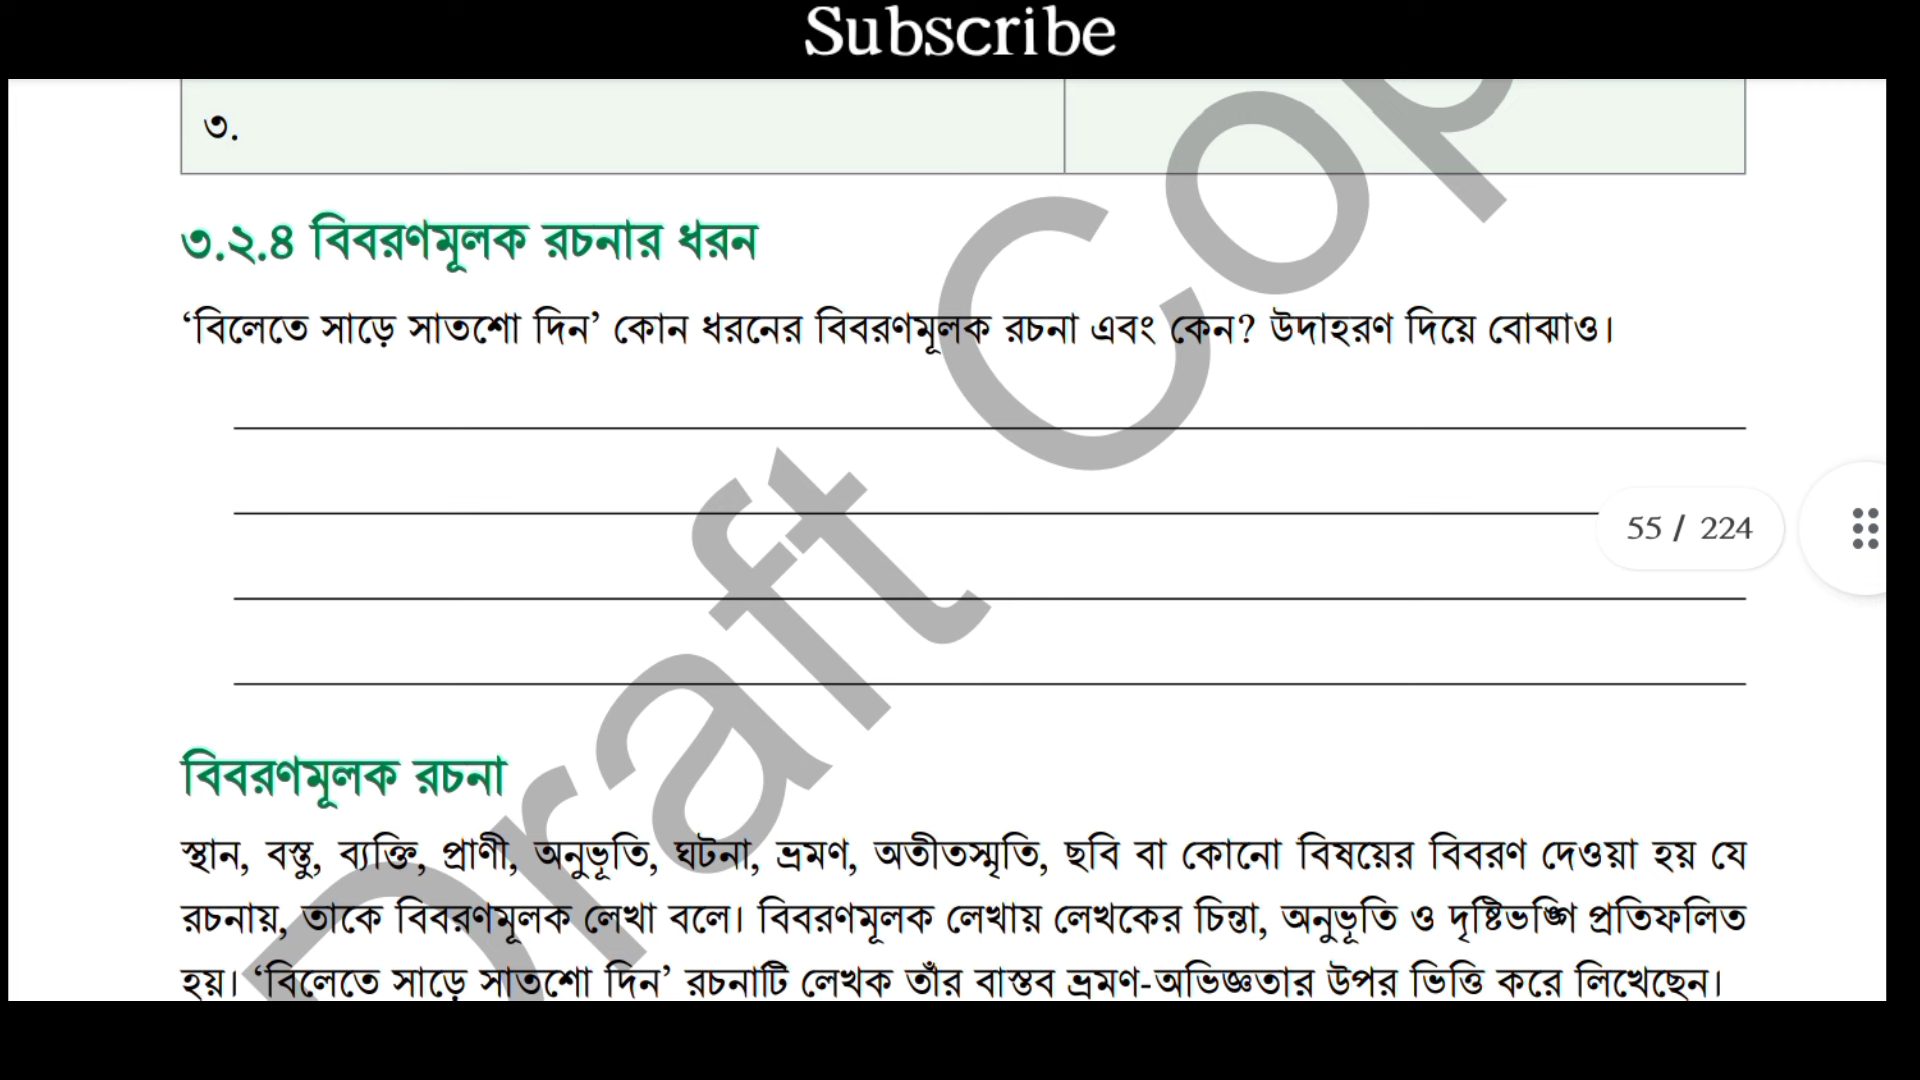 Subscribe
৩.
৩.২.৪ বিবরণমূলক রচনার ধরন
‘বিলেতে সাড়ে সাতশো দিন’ কোন ধরনের বিবরণমূলক রচনা এবং কেন? উদাহরণ দিয়ে বোঝাও।
55 / 224
বিবরণমূলক রচনা
স্থান, বস্তু, ব্যক্তি, প্রাণী, অনুভূতি, ঘটনা, ভ্রমণ, অতীতস্মৃতি, ছবি বা কোনো বিষয়ের বিবরণ দেওয়া হয় যে
রচনায়, তাকে বিবরণমূলক লেখা বলে। বিবরণমূলক লেখায় লেখকের চিন্তা, অনুভূতি ও দৃষ্টিভঙ্গি প্রতিফলিত
হয়। ‘বিলেতে সাড়ে সাতশো দিন’ রচনাটি লেখক তাঁর বাস্তব ভ্রমণ-অভিজ্ঞতার উপর ভিত্তি করে লিখেছেন।
Draft Cop